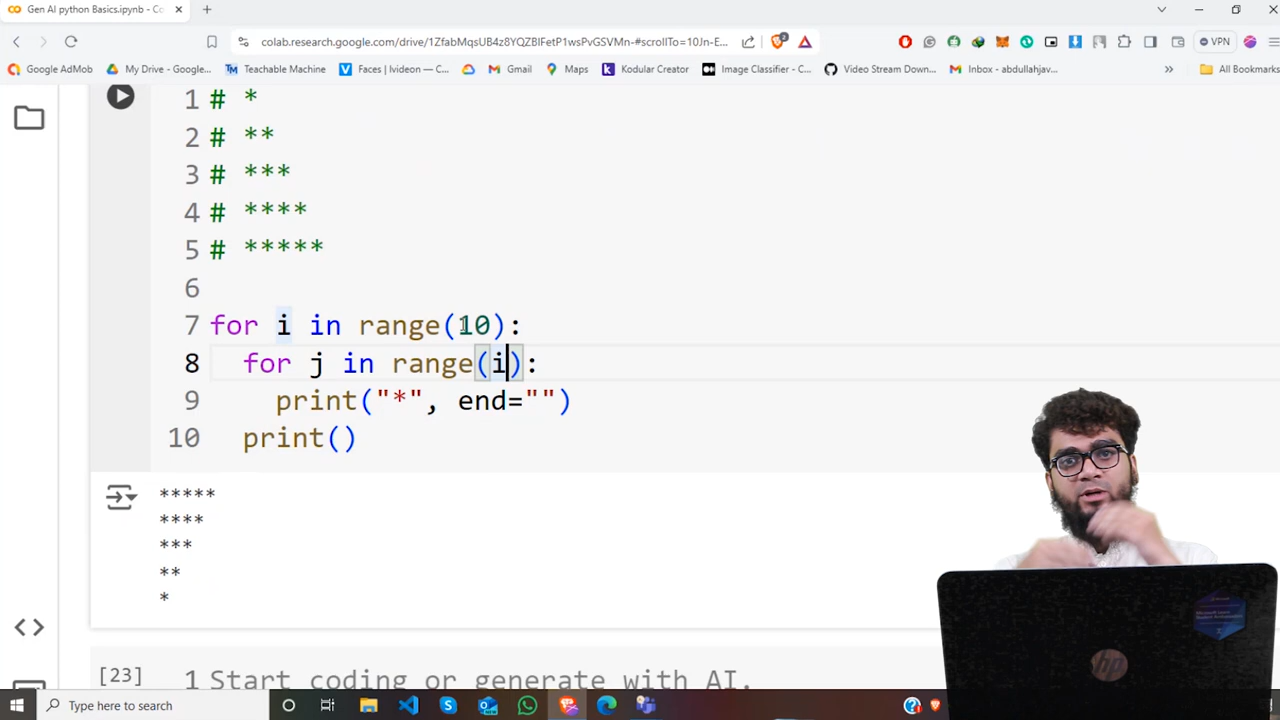 Gen AI python Basics.ipynb - Co
colab.research.google.com/drive/1ZfabMqsUB4z8YQZBlFetP1wsPvGSVMn-#scrollTo=10Jn-E...
VPN
Google AdMob
My Drive - Google...
Teachable Machine
Faces | Ivideon — C...
Gmail
Maps
Kodular Creator
Image Classifier - C...
Video Stream Down...
Inbox - abdullahjav...
All Bookmarks
1 # *
2 # **
3 # ***
4 # ****
5 # *****
6
7 for i in range(10):
8 for j in range(i):
9 print("*", end="")
10 print()
*****
****
***
**
*
[23] 1 Start coding or generate with AI.
hp
Type here to search